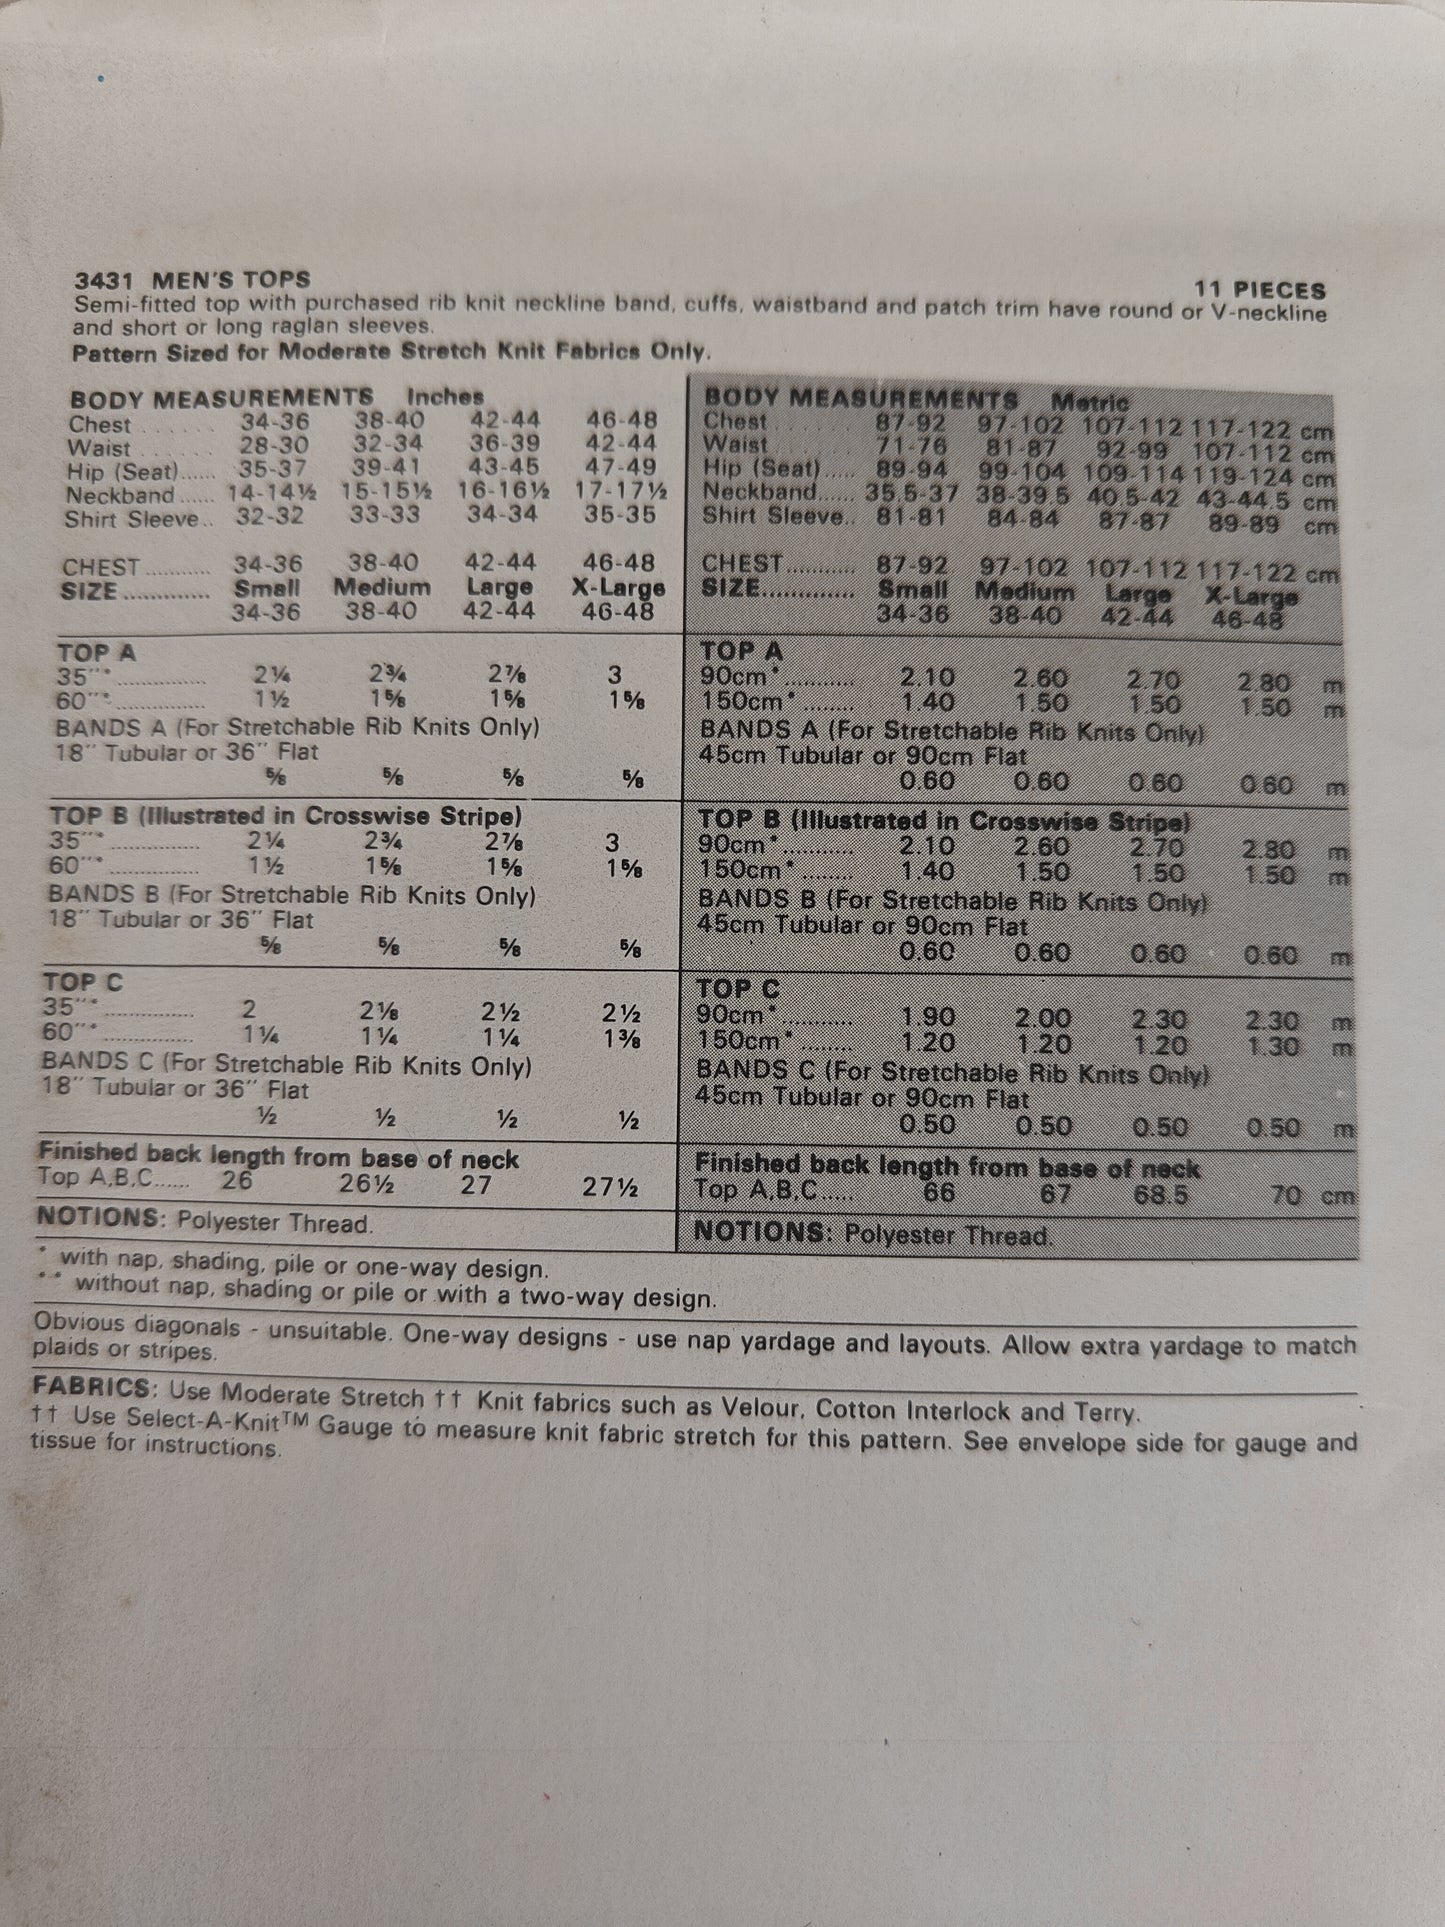 3431 MEN'S TOPS 11 PIECES
Semi-fitted top with purchased rib knit neckline band, cuffs, waistband and patch trim have round or V-neckline
and short or long raglan sleeves.
Pattern Sized for Moderate Stretch Knit Fabrics Only.
BODY MEASUREMENTS Inches
Chest ...... 34-36 38-40 42-44 46-48
Waist ...... 28-30 32-34 36-39 42-44
Hip (Seat)...... 35-37 39-41 43-45 47-49
Neckband ...... 14-14½ 15-15½ 16-16½ 17-17½
Shirt Sleeve.. 32-32 33-33 34-34 35-35
CHEST ........... 34-36 38-40 42-44 46-48
SIZE ............. Small Medium Large X-Large
34-36 38-40 42-44 46-48
TOP A
35"* ............... 2¼ 2¾ 2⅞ 3
60"* ............... 1½ 1⅝ 1⅝ 1⅝
BANDS A (For Stretchable Rib Knits Only)
18" Tubular or 36" Flat
⅝ ⅝ ⅝ ⅝
TOP B (Illustrated in Crosswise Stripe)
35"* ............... 2¼ 2¾ 2⅞ 3
60"* ............... 1½ 1⅝ 1⅝ 1⅝
BANDS B (For Stretchable Rib Knits Only)
18" Tubular or 36" Flat
⅝ ⅝ ⅝ ⅝
TOP C
35"* ............... 2 2⅛ 2½ 2½
60"* ............... 1¼ 1¼ 1¼ 1⅜
BANDS C (For Stretchable Rib Knits Only)
18" Tubular or 36" Flat
½ ½ ½ ½
Finished back length from base of neck
Top A,B,C...... 26 26½ 27 27½
NOTIONS: Polyester Thread.
BODY MEASUREMENTS Metric
Chest ........ 87-92 97-102 107-112 117-122 cm
Waist ........ 71-76 81-87 92-99 107-112 cm
Hip (Seat)..... 89-94 99-104 109-114 119-124 cm
Neckband...... 35.5-37 38-39.5 40.5-42 43-44.5 cm
Shirt Sleeve.. 81-81 84-84 87-87 89-89 cm
CHEST............ 87-92 97-102 107-112 117-122 cm
SIZE.............. Small Medium Large X-Large
34-36 38-40 42-44 46-48
TOP A
90cm*............ 2.10 2.60 2.70 2.80 m
150cm* ......... 1.40 1.50 1.50 1.50 m
BANDS A (For Stretchable Rib Knits Only)
45cm Tubular or 90cm Flat
0.60 0.60 0.60 0.60 m
TOP B (Illustrated in Crosswise Stripe)
90cm*............ 2.10 2.60 2.70 2.80 m
150cm* ......... 1.40 1.50 1.50 1.50 m
BANDS B (For Stretchable Rib Knits Only)
45cm Tubular or 90cm Flat
0.60 0.60 0.60 0.60 m
TOP C
90cm*............ 1.90 2.00 2.30 2.30 m
150cm* ......... 1.20 1.20 1.20 1.30 m
BANDS C (For Stretchable Rib Knits Only)
45cm Tubular or 90cm Flat
0.50 0.50 0.50 0.50 m
Finished back length from base of neck
Top A,B,C..... 66 67 68.5 70 cm
NOTIONS: Polyester Thread.
* with nap, shading, pile or one-way design.
** without nap, shading or pile or with a two-way design.
Obvious diagonals - unsuitable. One-way designs - use nap yardage and layouts. Allow extra yardage to match
plaids or stripes.
FABRICS: Use Moderate Stretch †† Knit fabrics such as Velour, Cotton Interlock and Terry.
†† Use Select-A-Knit™ Gauge to measure knit fabric stretch for this pattern. See envelope side for gauge and
tissue for instructions.